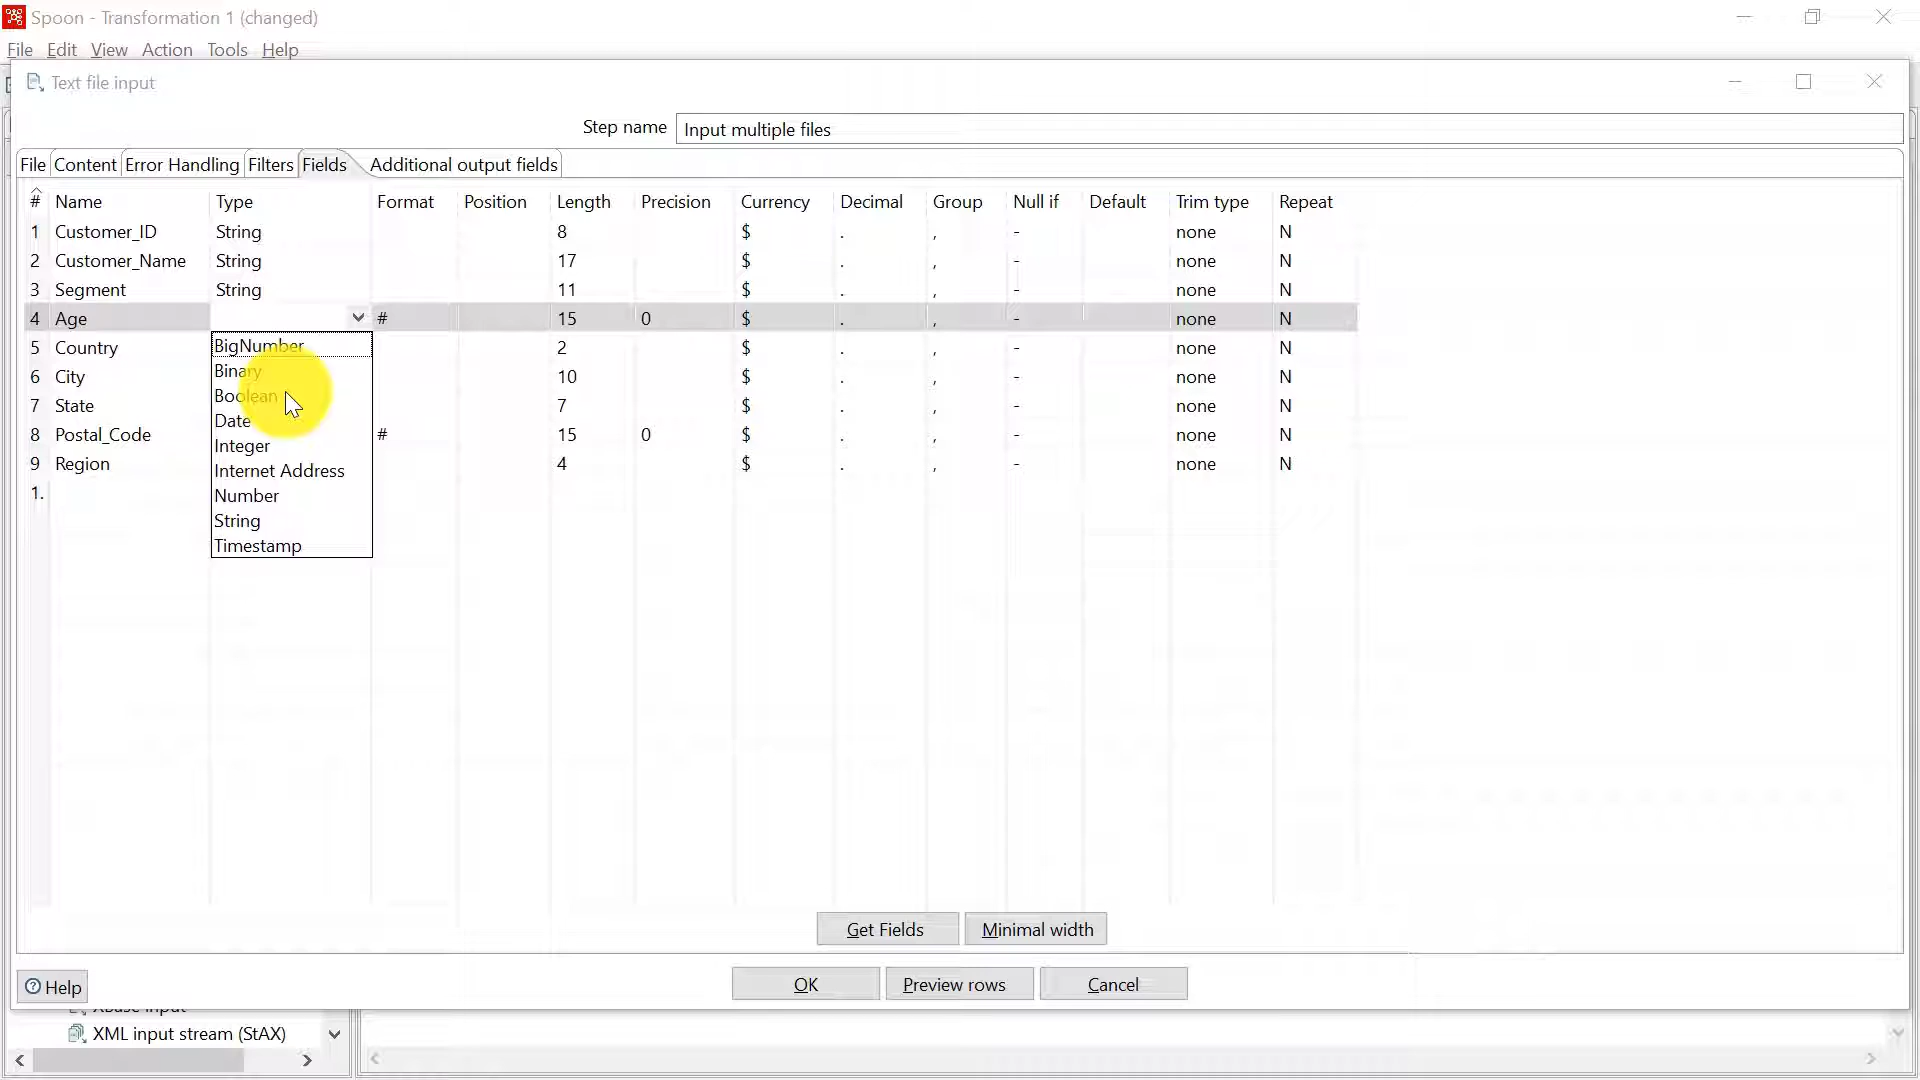 Spoon - Transformation 1 (changed)
File Edit View Action Tools Help
Text file input
Step name Input multiple files
File Content Error Handling Filters Fields Additional output fields
# Name Type Format Position Length Precision Currency Decimal Group Null if Default Trim type Repeat
1 Customer_ID String 8 $ . , - none N
2 Customer_Name String 17 $ . , - none N
3 Segment String 11 $ . , - none N
4 Age # 15 0 $ . , - none N
5 Country 2 $ . , - none N
6 City 10 $ . , - none N
7 State 7 $ . , - none N
8 Postal_Code # 15 0 $ . , - none N
9 Region 4 $ . , - none N
1.
BigNumber
Binary
Boolean
Date
Integer
Internet Address
Number
String
Timestamp
Get Fields Minimal width
Help OK Preview rows Cancel
XBase input
XML input stream (StAX)